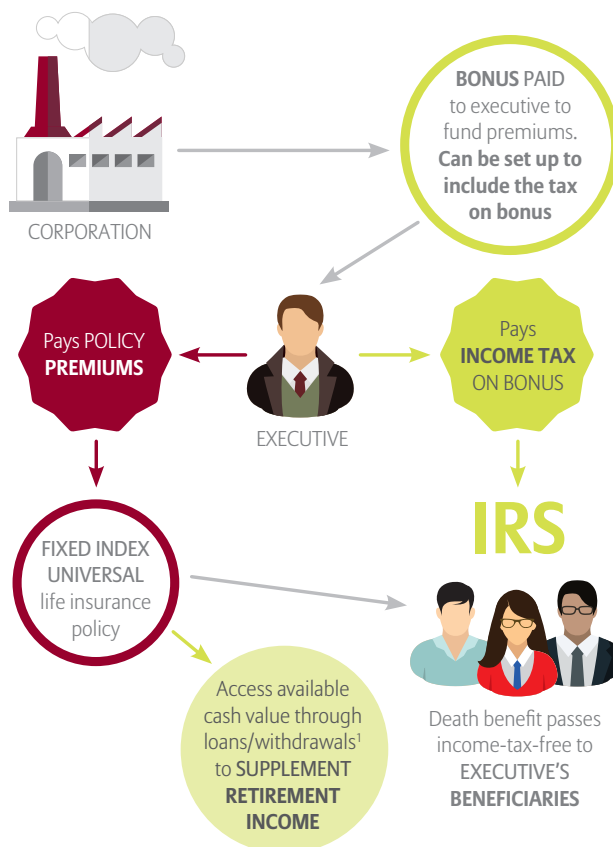 CORPORATION
BONUS PAID
to executive to
fund premiums.
Can be set up to
include the tax
on bonus
Pays POLICY
PREMIUMS
EXECUTIVE
Pays
INCOME TAX
ON BONUS
IRS
FIXED INDEX
UNIVERSAL
life insurance
policy
Access available
cash value through
loans/withdrawals¹
to SUPPLEMENT
RETIREMENT
INCOME
Death benefit passes
income-tax-free to
EXECUTIVE’S
BENEFICIARIES